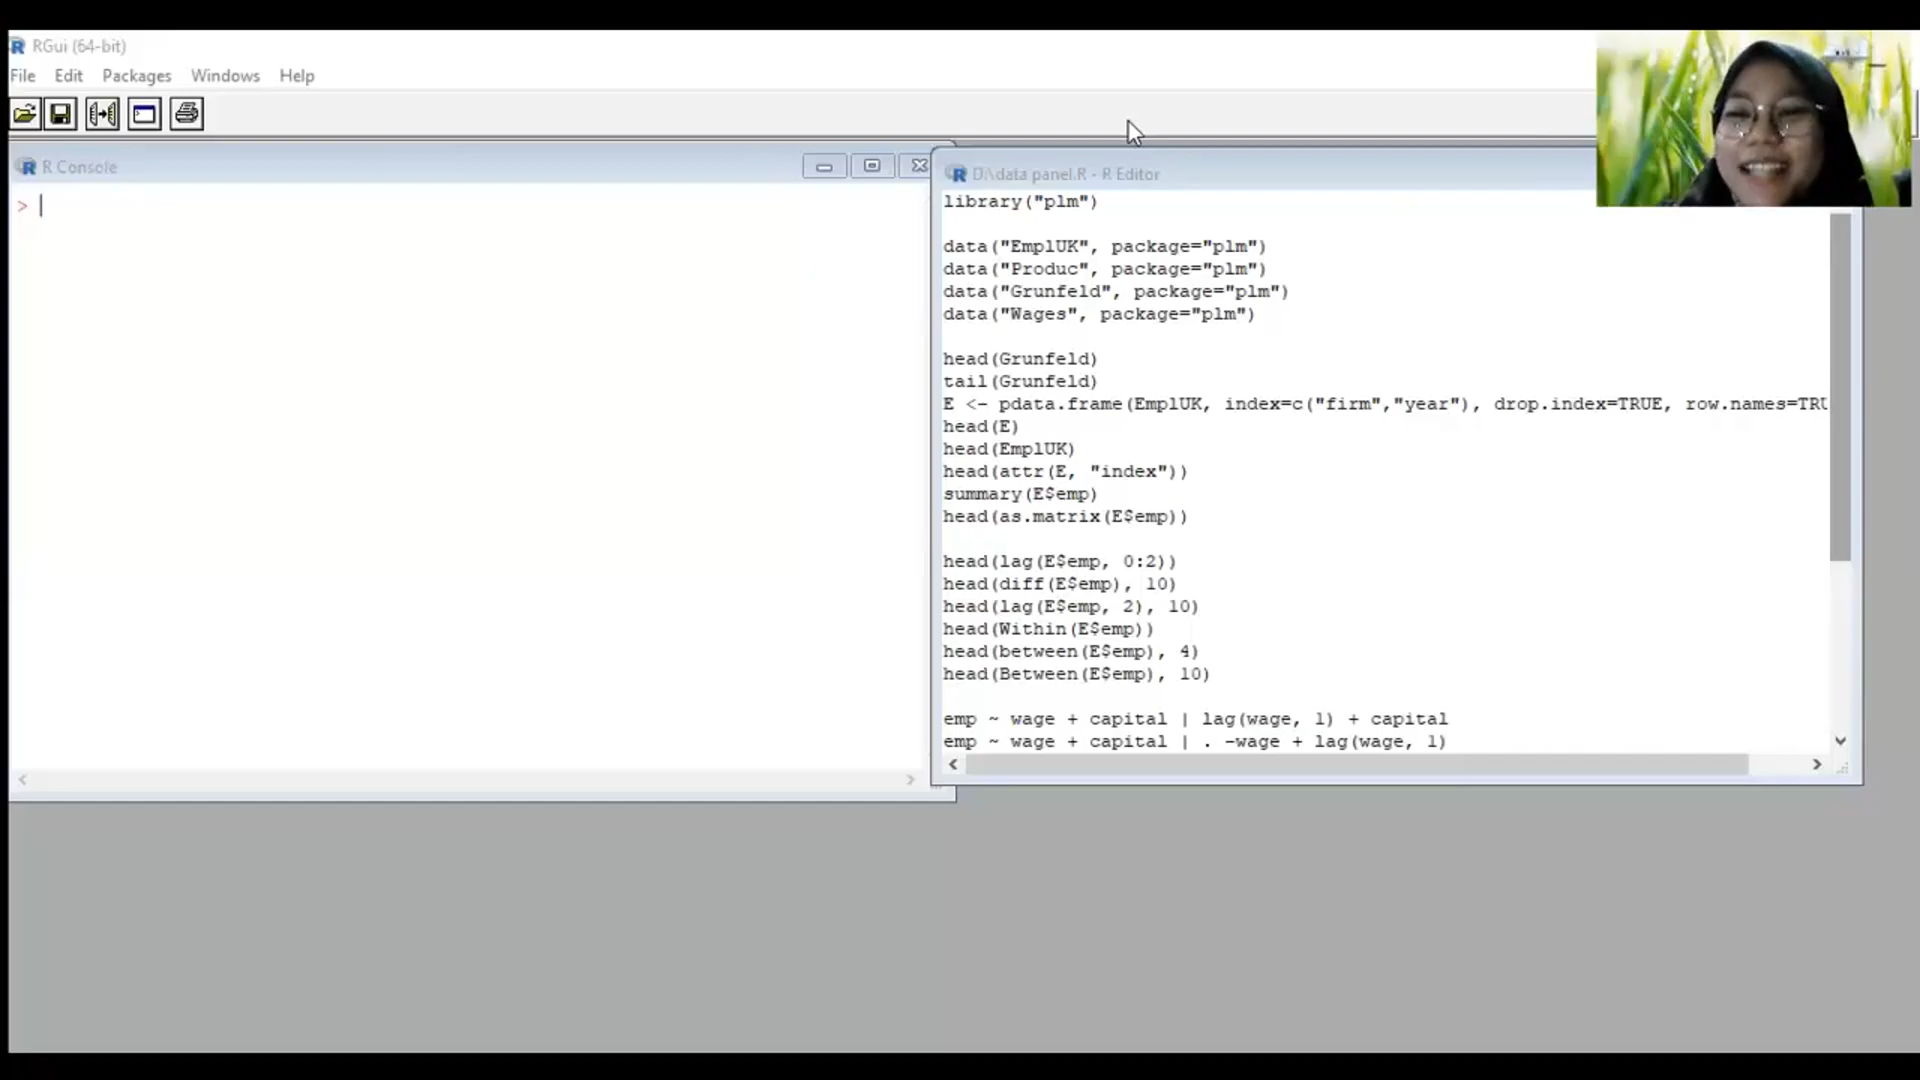 RGui (64-bit)
File Edit Packages Windows Help
R Console
>
D:\data panel.R - R Editor
library("plm")
data("EmplUK", package="plm")
data("Produc", package="plm")
data("Grunfeld", package="plm")
data("Wages", package="plm")
head(Grunfeld)
tail(Grunfeld)
E <- pdata.frame(EmplUK, index=c("firm","year"), drop.index=TRUE, row.names=TRU
head(E)
head(EmplUK)
head(attr(E, "index"))
summary(E$emp)
head(as.matrix(E$emp))
head(lag(E$emp, 0:2))
head(diff(E$emp), 10)
head(lag(E$emp, 2), 10)
head(Within(E$emp))
head(between(E$emp), 4)
head(Between(E$emp), 10)
emp ~ wage + capital | lag(wage, 1) + capital
emp ~ wage + capital | . -wage + lag(wage, 1)